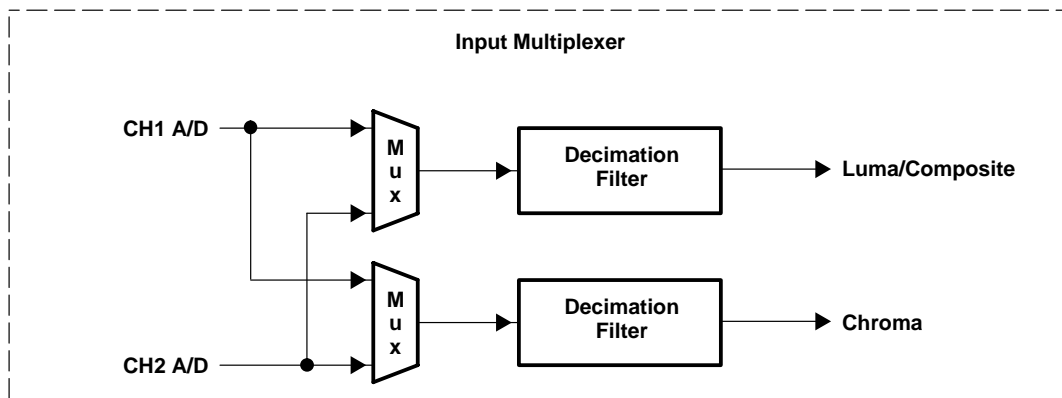 Input Multiplexer
CH1 A/D
M
u
x
Decimation
Filter
Luma/Composite
M
u
x
Decimation
Filter
Chroma
CH2 A/D